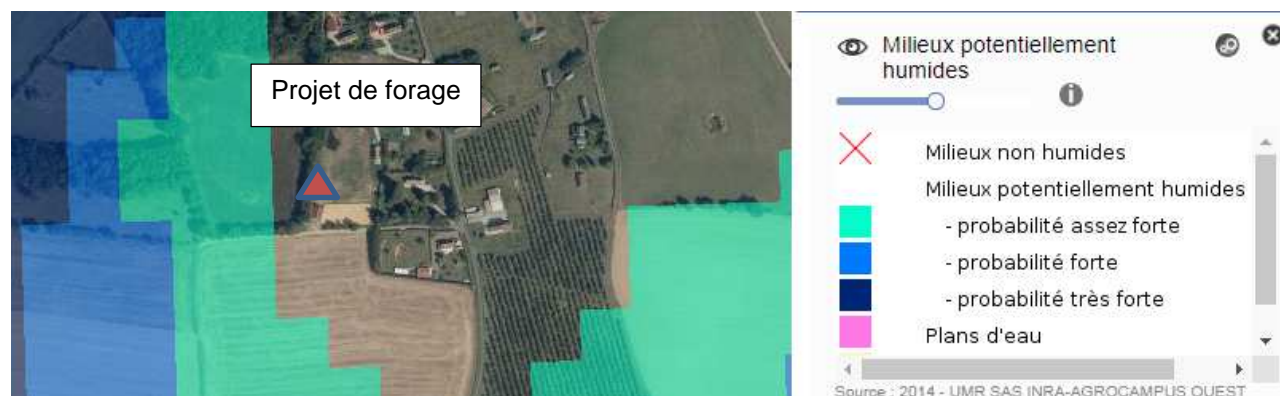 Projet de forage
Milieux potentiellement
humides
Milieux non humides
Milieux potentiellement humides
- probabilité assez forte
- probabilité forte
- probabilité très forte
Plans d'eau
Source : 2014 - UMR SAS INRA-AGROCAMPUS OUEST